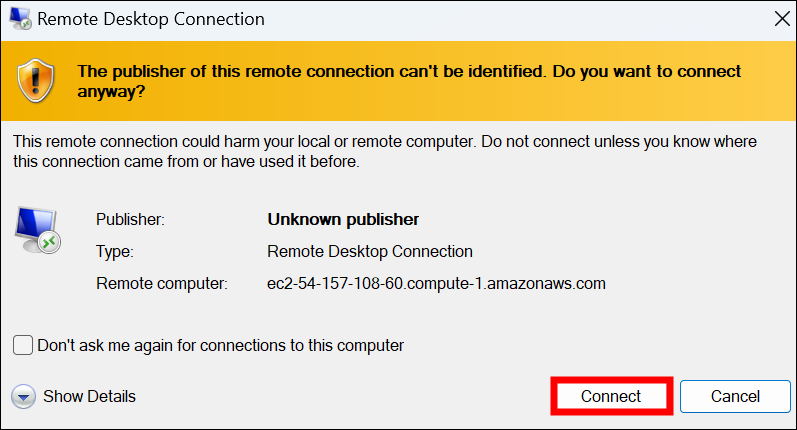 Remote Desktop Connection
The publisher of this remote connection can't be identified. Do you want to connect
anyway?
This remote connection could harm your local or remote computer. Do not connect unless you know where
this connection came from or have used it before.
Publisher: Unknown publisher
Type: Remote Desktop Connection
Remote computer: ec2-54-157-108-60.compute-1.amazonaws.com
Don't ask me again for connections to this computer
Show Details Connect Cancel